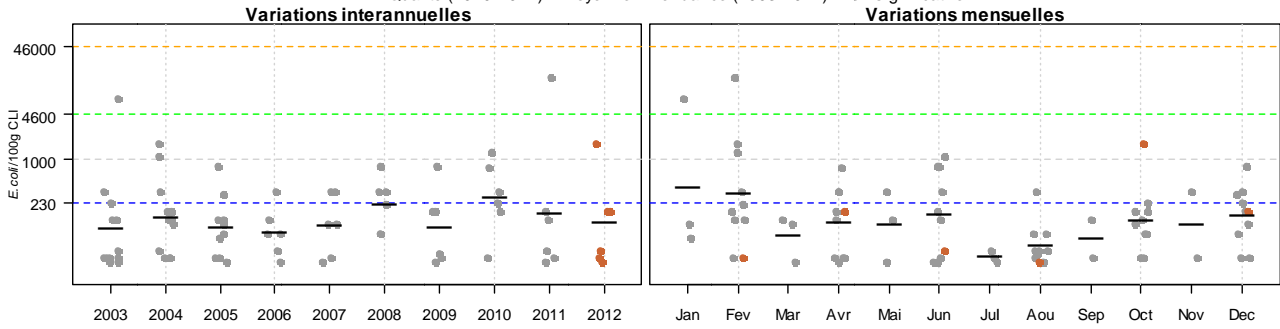 Variations interannuelles
Variations mensuelles
E.coli/100g CLI
46000
4600
1000
230
2003 2004 2005 2006 2007 2008 2009 2010 2011 2012
Jan Fev Mar Avr Mai Jun Jul Aou Sep Oct Nov Dec